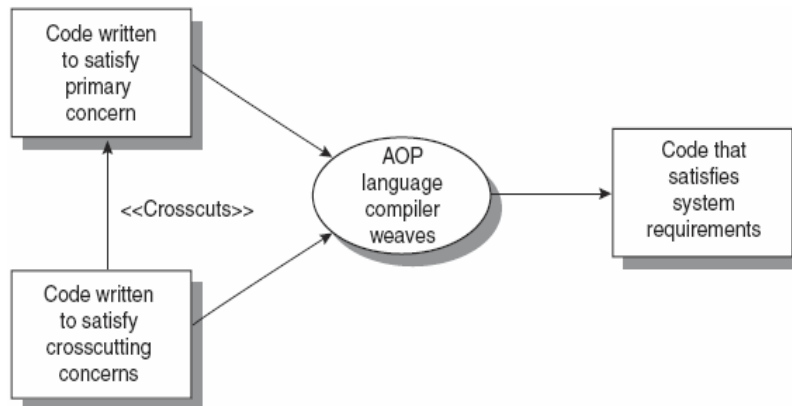 Code written
to satisfy
primary
concern
<<Crosscuts>>
Code written
to satisfy
crosscutting
concerns
AOP
language
compiler
weaves
Code that
satisfies
system
requirements